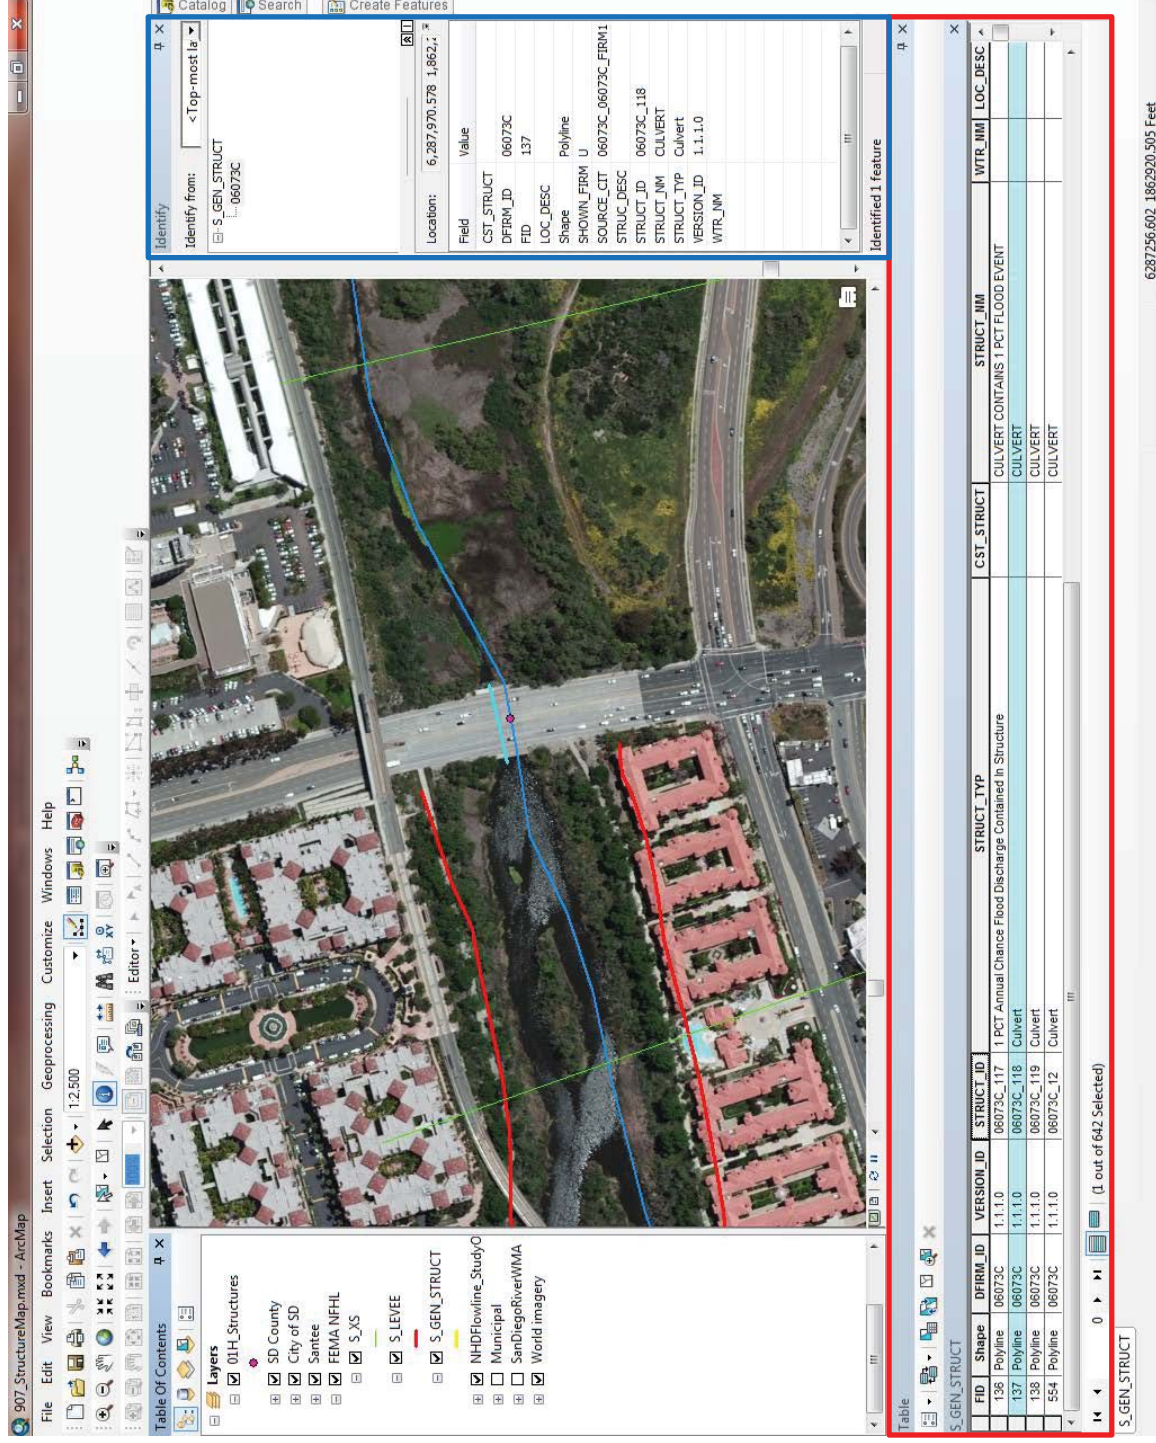 907_StructureMap.mxd - ArcMap
File Edit View Bookmarks Insert Selection Geoprocessing Customize Windows Help
1:2,500
Editor
Table Of Contents
Layers
01H_Structures
SD County
City of SD
Santee
FEMA NFHL
S_XS
S_LEVEE
S_GEN_STRUCT
NHDFlowline_StudyO
Municipal
SanDiegoRiverWMA
World imagery
Catalog Search Create Features
Identify
Identify from: <Top-most la
S_GEN_STRUCT
06073C
Location: 6,287,970.578 1,862,
Field Value
CST_STRUCT
DFIRM_ID 06073C
FID 137
LOC_DESC
Shape Polyline
SHOWN_FIRM U
SOURCE_CIT 06073C_06073C_FIRM1
STRUC_DESC
STRUCT_ID 06073C_118
STRUCT_NM CULVERT
STRUCT_TYP Culvert
VERSION_ID 1.1.1.0
WTR_NM
Identified 1 feature
Table
S_GEN_STRUCT
FID Shape DFIRM_ID VERSION_ID STRUCT_ID STRUCT_TYP CST_STRUCT STRUCT_NM WTR_NM LOC_DESC
136 Polyline 06073C 1.1.1.0 06073C_117 1 PCT Annual Chance Flood Discharge Contained In Structure CULVERT CONTAINS 1 PCT FLOOD EVENT
137 Polyline 06073C 1.1.1.0 06073C_118 Culvert CULVERT
138 Polyline 06073C 1.1.1.0 06073C_119 Culvert CULVERT
554 Polyline 06073C 1.1.1.0 06073C_12 Culvert CULVERT
0 (1 out of 642 Selected)
S_GEN_STRUCT
6287256.602 1862920.505 Feet